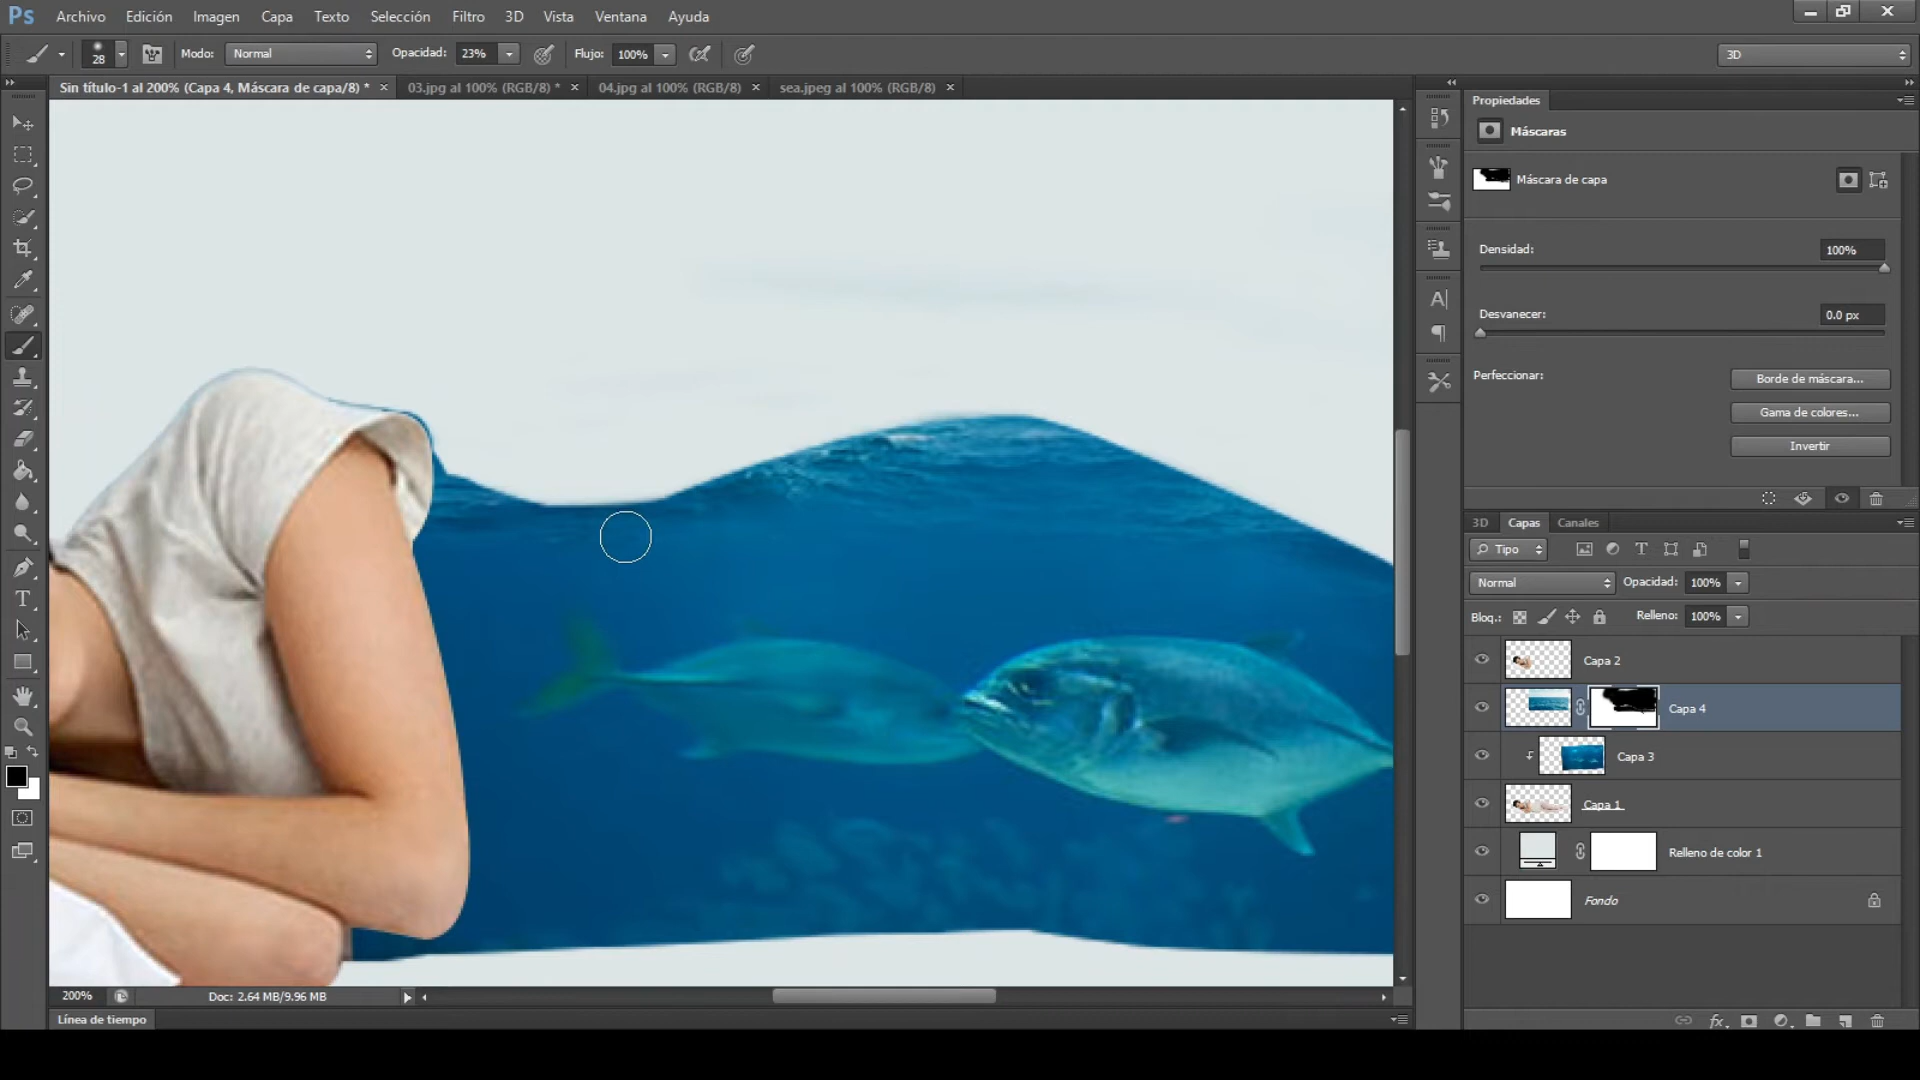 Ps Archivo Edición Imagen Capa Texto Selección Filtro 3D Vista Ventana Ayuda
28 Modo: Normal Opacidad: 23% Flujo: 100% 3D
Sin título-1 al 200% (Capa 4, Máscara de capa/8) * 03.jpg al 100% (RGB/8) * 04.jpg al 100% (RGB/8) sea.jpeg al 100% (RGB/8)
Propiedades
Máscaras
Máscara de capa
Densidad: 100%
Desvanecer: 0.0 px
Perfeccionar: Borde de máscara...
Gama de colores...
Invertir
3D Capas Canales
Tipo
Normal Opacidad: 100%
Bloq.: Relleno: 100%
Capa 2
Capa 4
Capa 3
Capa 1
Relleno de color 1
Fondo
200% Doc: 2.64 MB/9.96 MB
Línea de tiempo